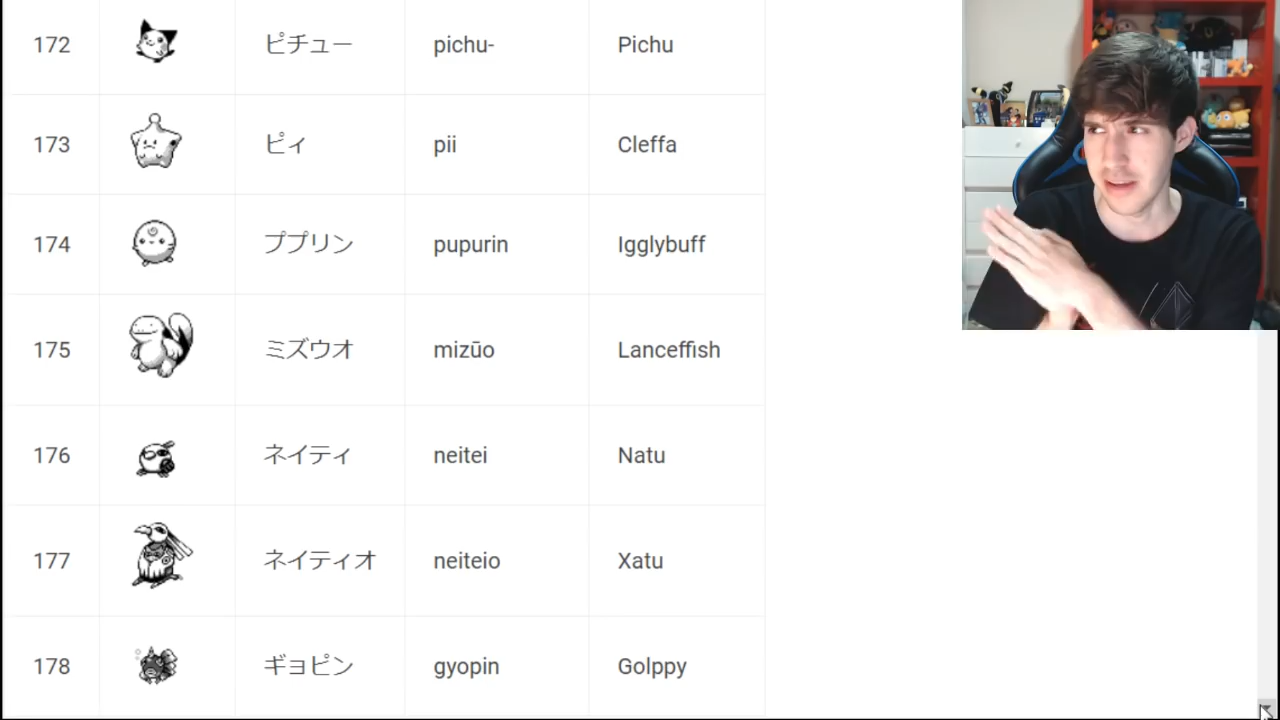 172 ピチュー pichu- Pichu
173 ピィ pii Cleffa
174 ププリン pupurin Igglybuff
175 ミズウオ mizūo Lanceffish
176 ネイティ neitei Natu
177 ネイティオ neiteio Xatu
178 ギョピン gyopin Golppy